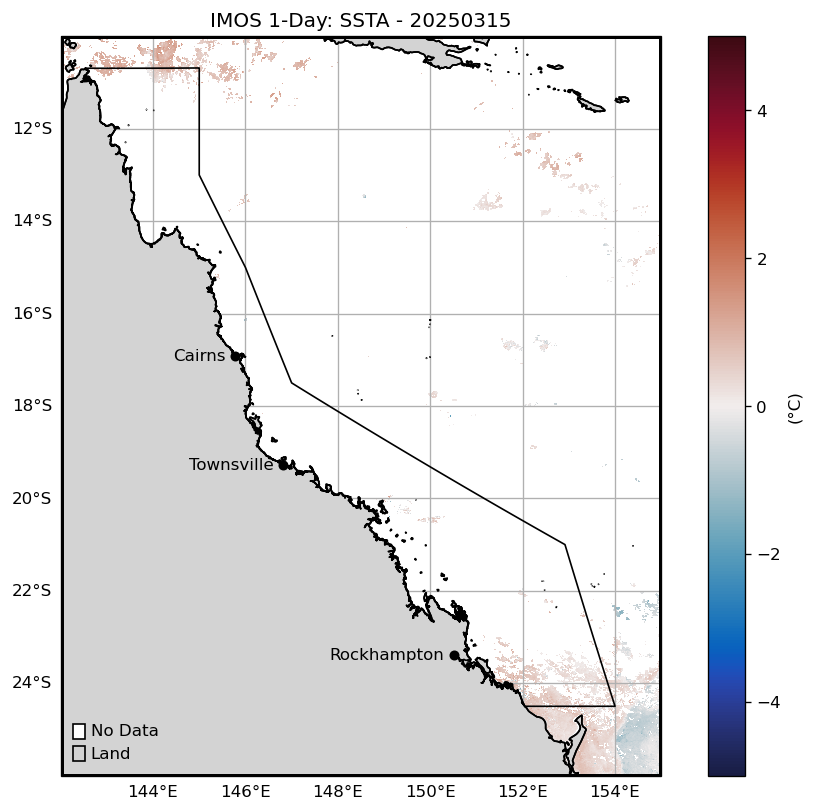 IMOS 1-Day: SSTA - 20250315
12°S
14°S
16°S
18°S
20°S
22°S
24°S
Cairns
Townsville
Rockhampton
No Data
Land
144°E 146°E 148°E 150°E 152°E 154°E
4
2
0
−2
−4
(°C)